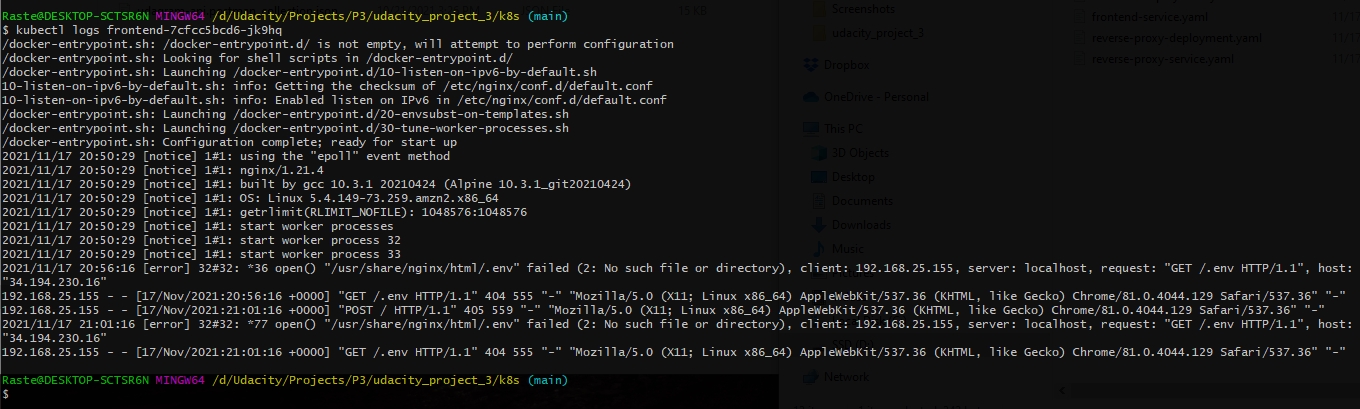 Raste@DESKTOP-SCTSR6N MINGW64 /d/Udacity/Projects/P3/udacity_project_3/k8s (main)
$ kubectl logs frontend-7cfcc5bcd6-jk9hq
/docker-entrypoint.sh: /docker-entrypoint.d/ is not empty, will attempt to perform configuration
/docker-entrypoint.sh: Looking for shell scripts in /docker-entrypoint.d/
/docker-entrypoint.sh: Launching /docker-entrypoint.d/10-listen-on-ipv6-by-default.sh
10-listen-on-ipv6-by-default.sh: info: Getting the checksum of /etc/nginx/conf.d/default.conf
10-listen-on-ipv6-by-default.sh: info: Enabled listen on IPv6 in /etc/nginx/conf.d/default.conf
/docker-entrypoint.sh: Launching /docker-entrypoint.d/20-envsubst-on-templates.sh
/docker-entrypoint.sh: Launching /docker-entrypoint.d/30-tune-worker-processes.sh
/docker-entrypoint.sh: Configuration complete; ready for start up
2021/11/17 20:50:29 [notice] 1#1: using the "epoll" event method
2021/11/17 20:50:29 [notice] 1#1: nginx/1.21.4
2021/11/17 20:50:29 [notice] 1#1: built by gcc 10.3.1 20210424 (Alpine 10.3.1_git20210424)
2021/11/17 20:50:29 [notice] 1#1: OS: Linux 5.4.149-73.259.amzn2.x86_64
2021/11/17 20:50:29 [notice] 1#1: getrlimit(RLIMIT_NOFILE): 1048576:1048576
2021/11/17 20:50:29 [notice] 1#1: start worker processes
2021/11/17 20:50:29 [notice] 1#1: start worker process 32
2021/11/17 20:50:29 [notice] 1#1: start worker process 33
2021/11/17 20:56:16 [error] 32#32: *36 open() "/usr/share/nginx/html/.env" failed (2: No such file or directory), client: 192.168.25.155, server: localhost, request: "GET /.env HTTP/1.1", host:
"34.194.230.16"
192.168.25.155 - - [17/Nov/2021:20:56:16 +0000] "GET /.env HTTP/1.1" 404 555 "-" "Mozilla/5.0 (X11; Linux x86_64) AppleWebKit/537.36 (KHTML, like Gecko) Chrome/81.0.4044.129 Safari/537.36" "-"
192.168.25.155 - - [17/Nov/2021:21:01:16 +0000] "POST / HTTP/1.1" 405 559 "-" "Mozilla/5.0 (X11; Linux x86_64) AppleWebKit/537.36 (KHTML, like Gecko) Chrome/81.0.4044.129 Safari/537.36" "-"
2021/11/17 21:01:16 [error] 32#32: *77 open() "/usr/share/nginx/html/.env" failed (2: No such file or directory), client: 192.168.25.155, server: localhost, request: "GET /.env HTTP/1.1", host:
"34.194.230.16"
192.168.25.155 - - [17/Nov/2021:21:01:16 +0000] "GET /.env HTTP/1.1" 404 555 "-" "Mozilla/5.0 (X11; Linux x86_64) AppleWebKit/537.36 (KHTML, like Gecko) Chrome/81.0.4044.129 Safari/537.36" "-"
Raste@DESKTOP-SCTSR6N MINGW64 /d/Udacity/Projects/P3/udacity_project_3/k8s (main)
$
15 KB
Screenshots
udacity_project_3
Dropbox
OneDrive - Personal
This PC
3D Objects
Desktop
Documents
Downloads
Music
Network
frontend-service.yaml
reverse-proxy-deployment.yaml
reverse-proxy-service.yaml